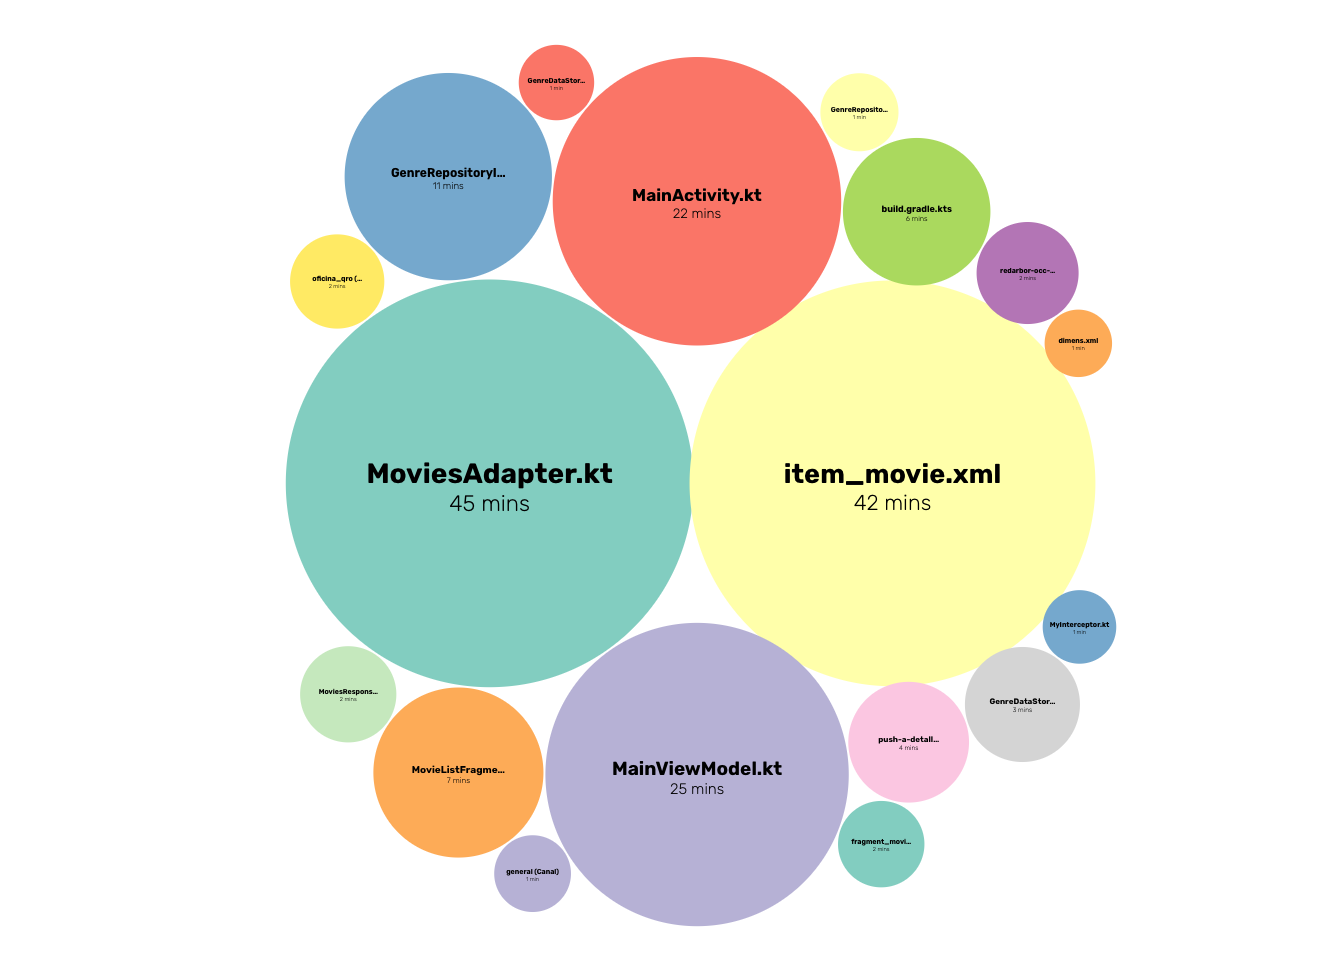 GenreDataStor...
1 min
GenreReposito...
1 min
GenreRepositoryI...
11 mins
MainActivity.kt
22 mins
build.gradle.kts
6 mins
redarbor-occ-...
2 mins
oficina_qro (...
2 mins
dimens.xml
1 min
MoviesAdapter.kt
45 mins
item_movie.xml
42 mins
MyInterceptor.kt
1 min
MoviesRespons...
2 mins
GenreDataStor...
3 mins
push-a-detall...
4 mins
MovieListFragme...
7 mins
MainViewModel.kt
25 mins
fragment_movi...
2 mins
general (Canal)
1 min